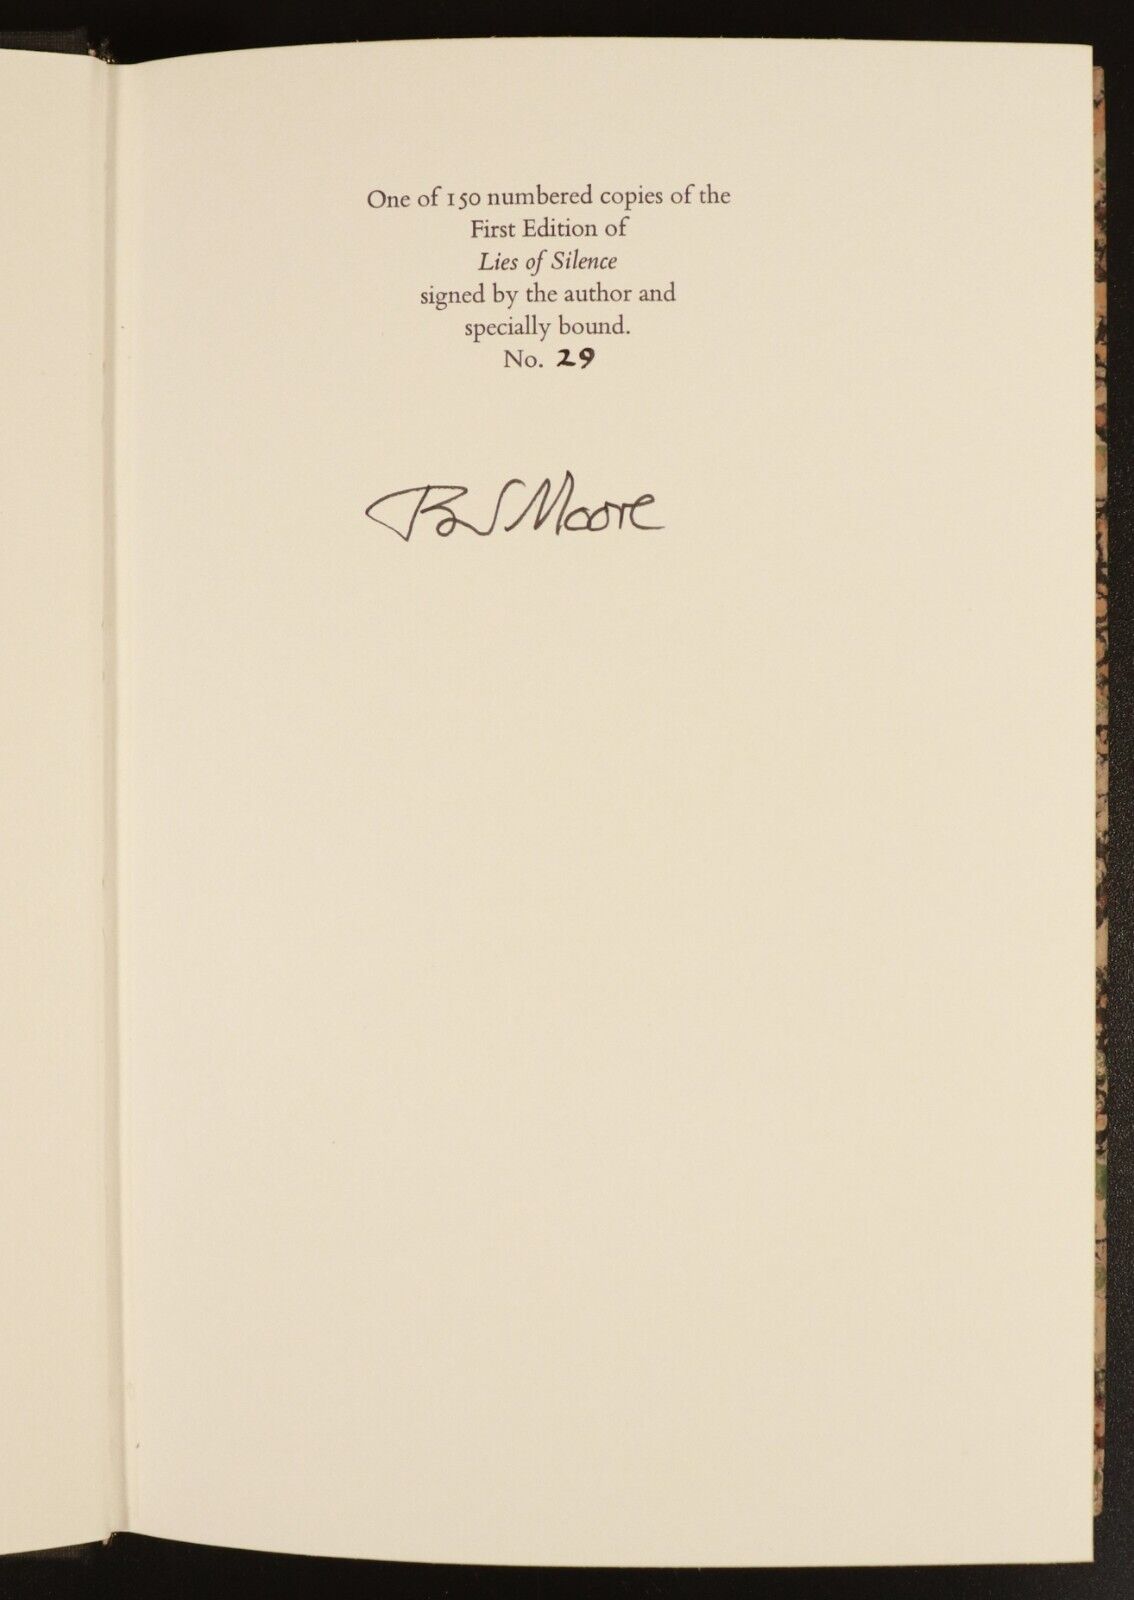 One of 150 numbered copies of the
First Edition of
Lies of Silence
signed by the author and
specially bound.
No. 29
Moore